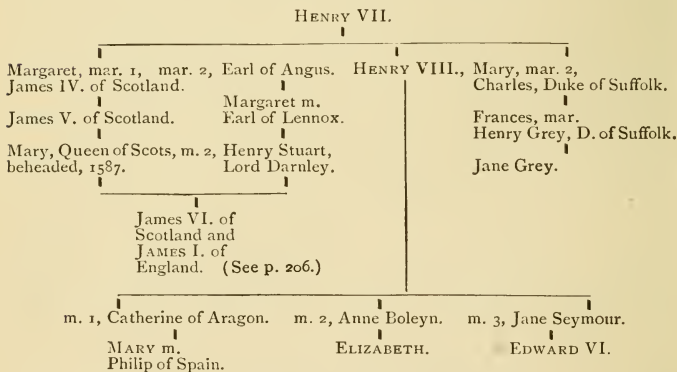 HENRY VII.
Margaret, mar. 1, mar. 2, Earl of Angus. HENRY VIII., Mary, mar. 2,
James IV. of Scotland. Charles, Duke of Suffolk.
Margaret m.
James V. of Scotland. Earl of Lennox. Frances, mar.
Henry Grey, D. of Suffolk.
Mary, Queen of Scots, m. 2, Henry Stuart,
beheaded, 1587. Lord Darnley. Jane Grey.
James VI. of
Scotland and
JAMES I. of
England. (See p. 206.)
m. 1, Catherine of Aragon. m. 2, Anne Boleyn. m. 3, Jane Seymour.
MARY m. ELIZABETH. EDWARD VI.
Philip of Spain.